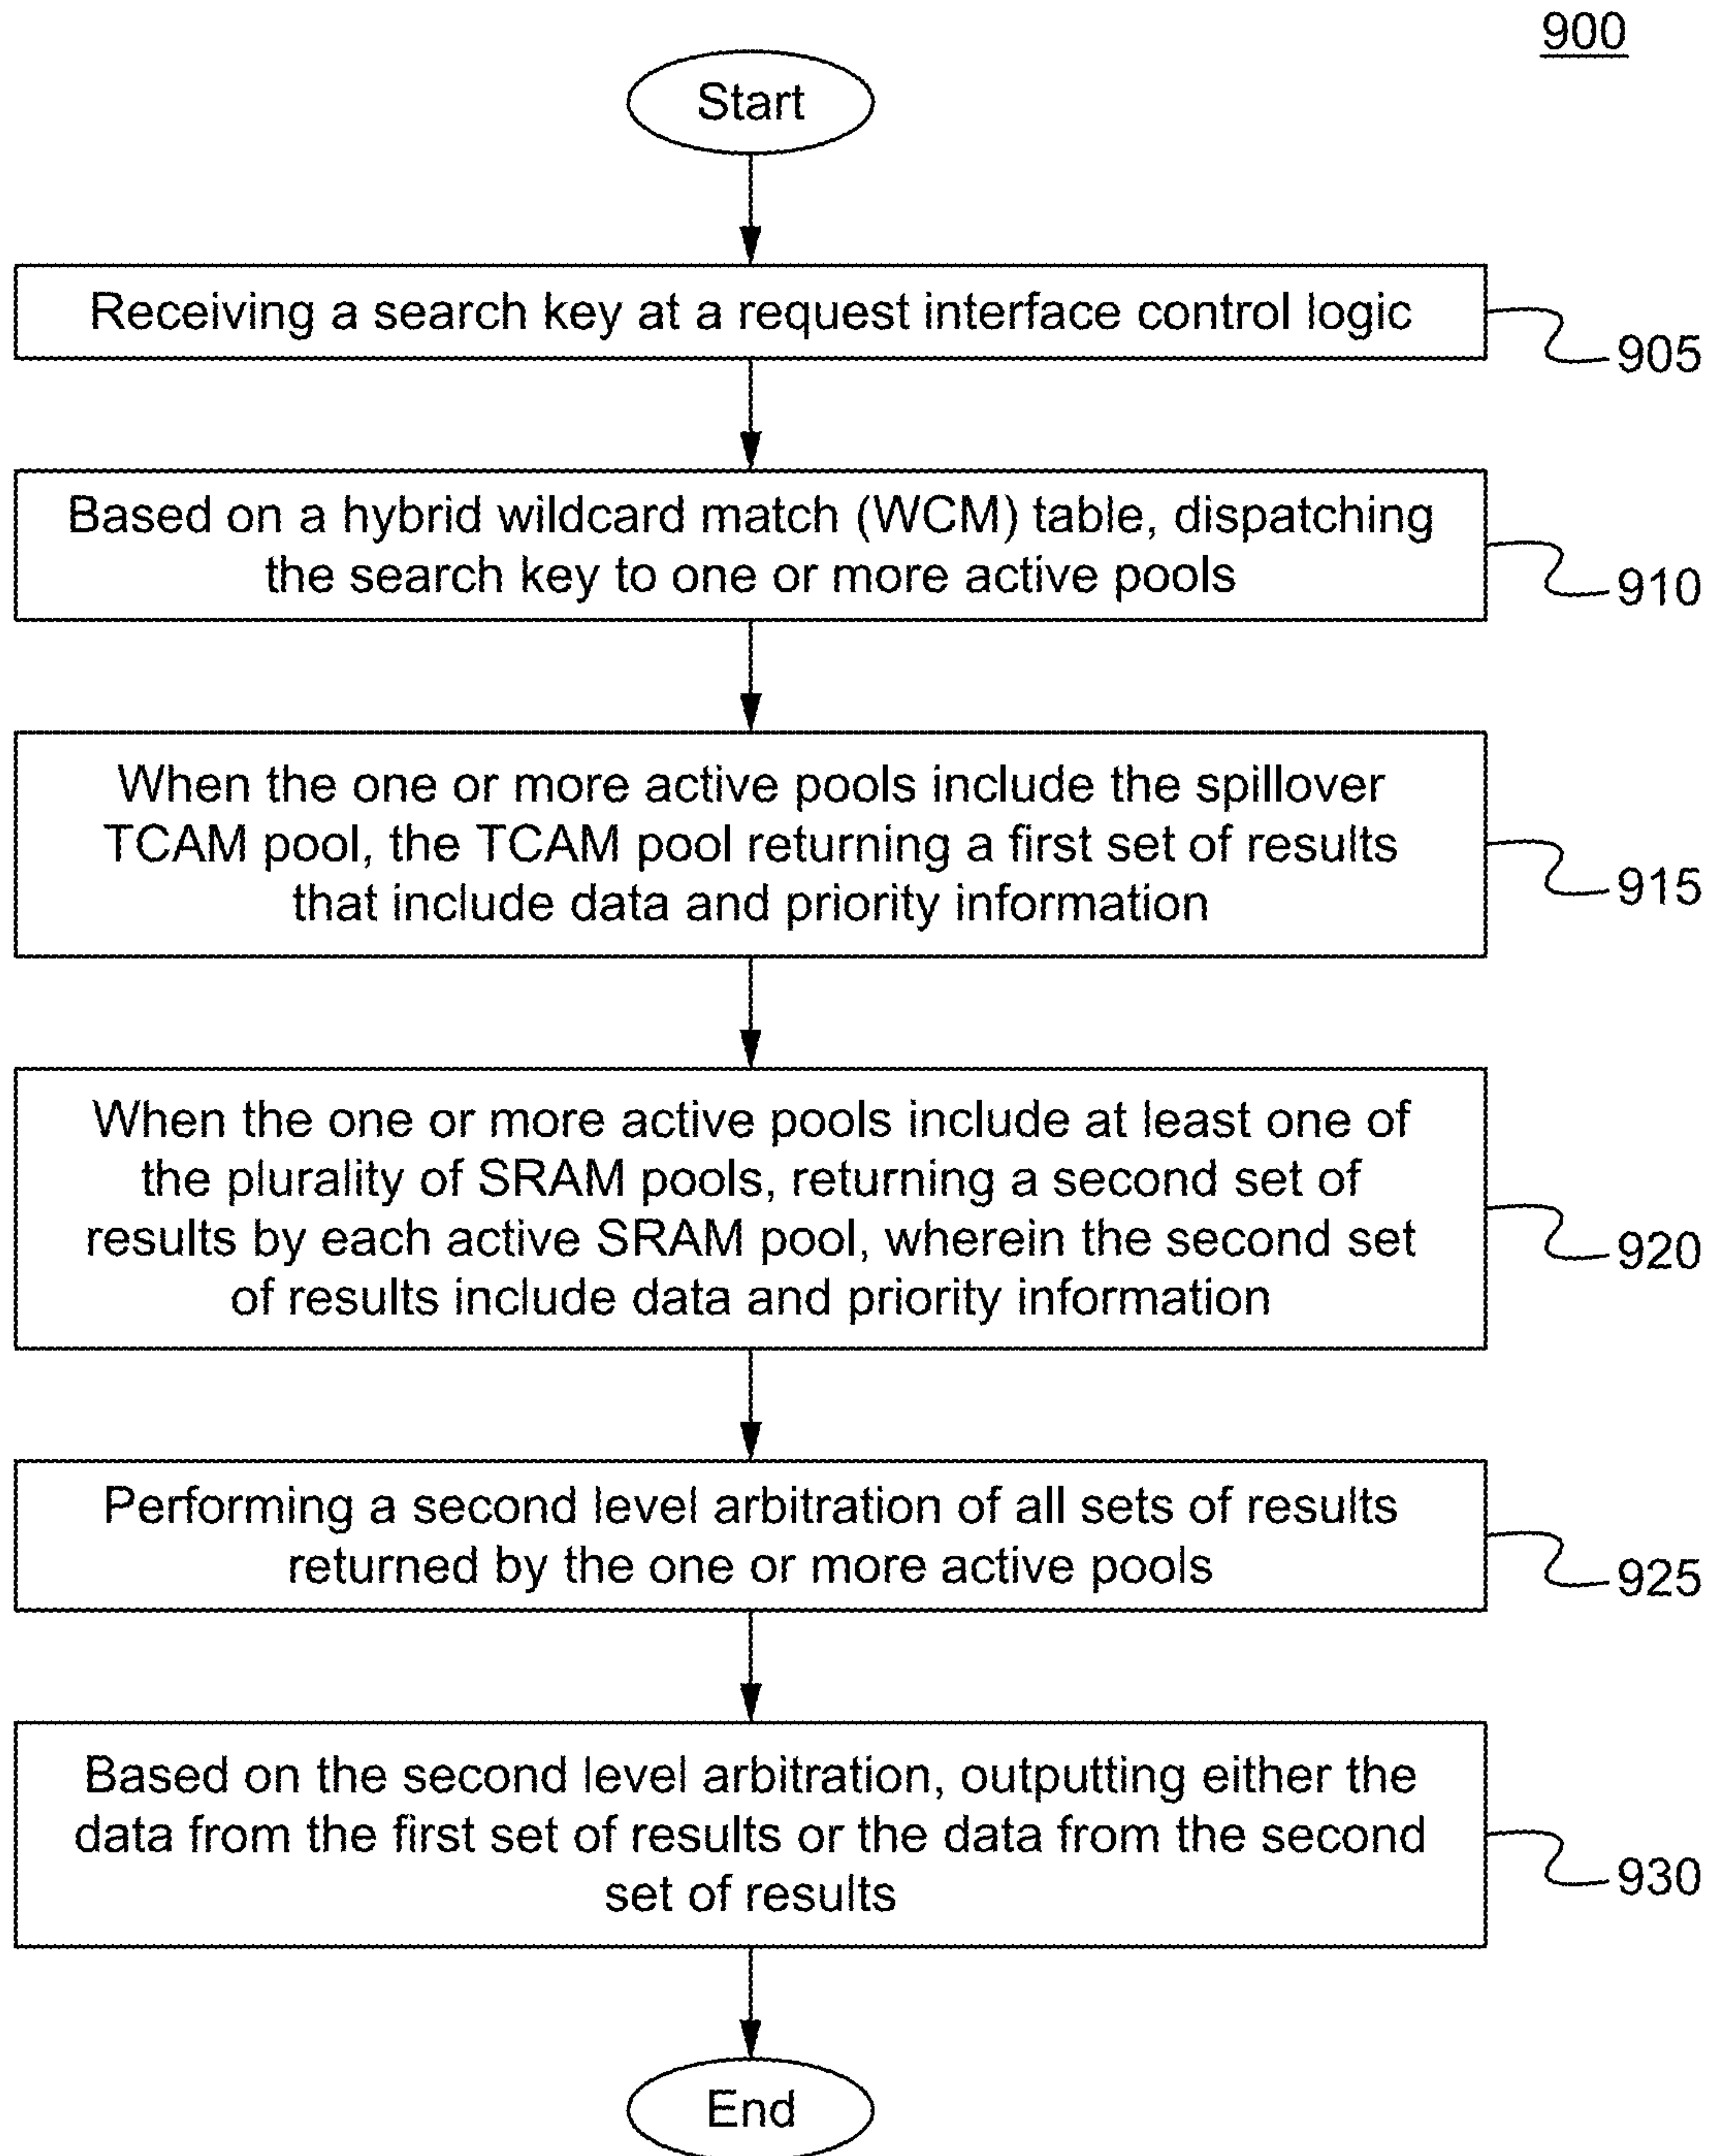 900
Start
Receiving a search key at a request interface control logic
905
Based on a hybrid wildcard match (WCM) table, dispatching
the search key to one or more active pools
910
When the one or more active pools include the spillover
TCAM pool, the TCAM pool returning a first set of results
that include data and priority information
915
When the one or more active pools include at least one of
the plurality of SRAM pools, returning a second set of
results by each active SRAM pool, wherein the second set
of results include data and priority information
920
Performing a second level arbitration of all sets of results
returned by the one or more active pools
925
Based on the second level arbitration, outputting either the
data from the first set of results or the data from the second
set of results
930
End